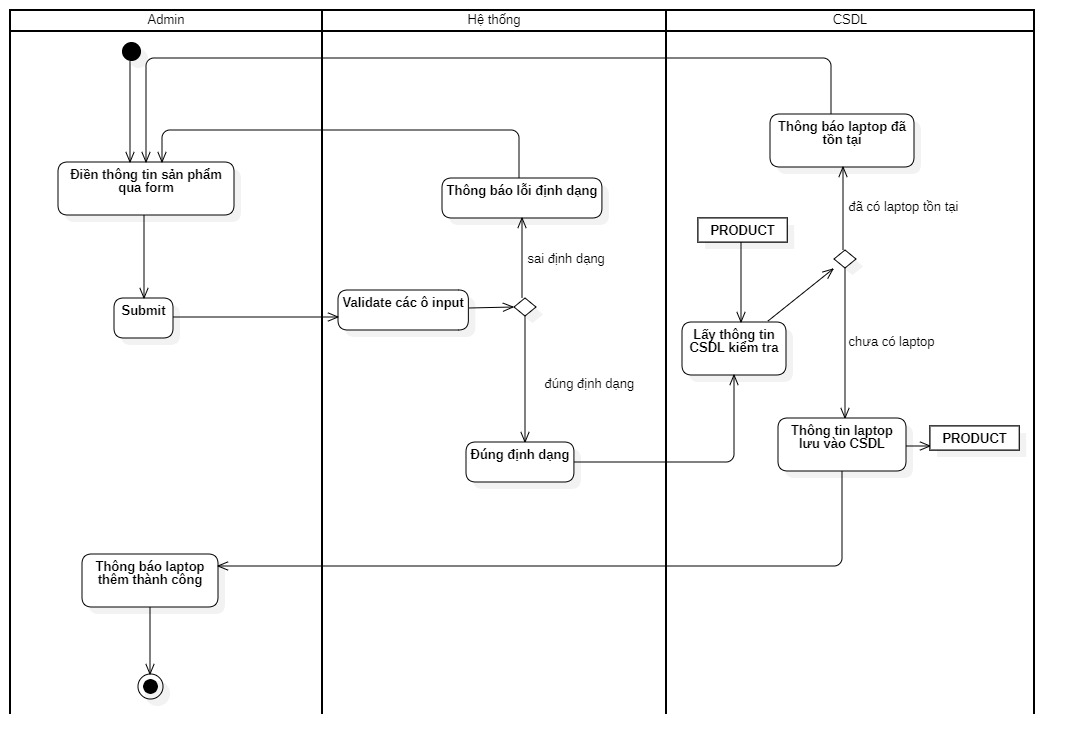 Admin
Hệ thống
CSDL
Điền thông tin sản phẩm
qua form
Submit
Thông báo laptop
thêm thành công
Thông báo lỗi định dạng
sai định dạng
Validate các ô input
đúng định dạng
Đúng định dạng
Thông báo laptop đã
tồn tại
đã có laptop tồn tại
PRODUCT
Lấy thông tin
CSDL kiểm tra
chưa có laptop
Thông tin laptop
lưu vào CSDL
PRODUCT